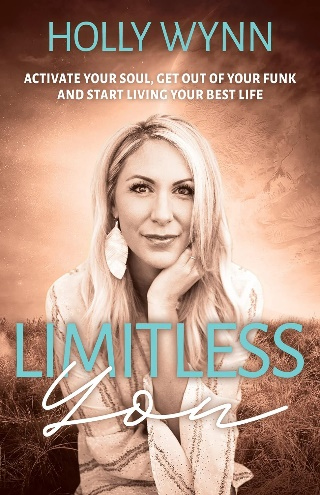 HOLLY WYNN
ACTIVATE YOUR SOUL, GET OUT OF YOUR FUNK
AND START LIVING YOUR BEST LIFE
LIMITLESS
You